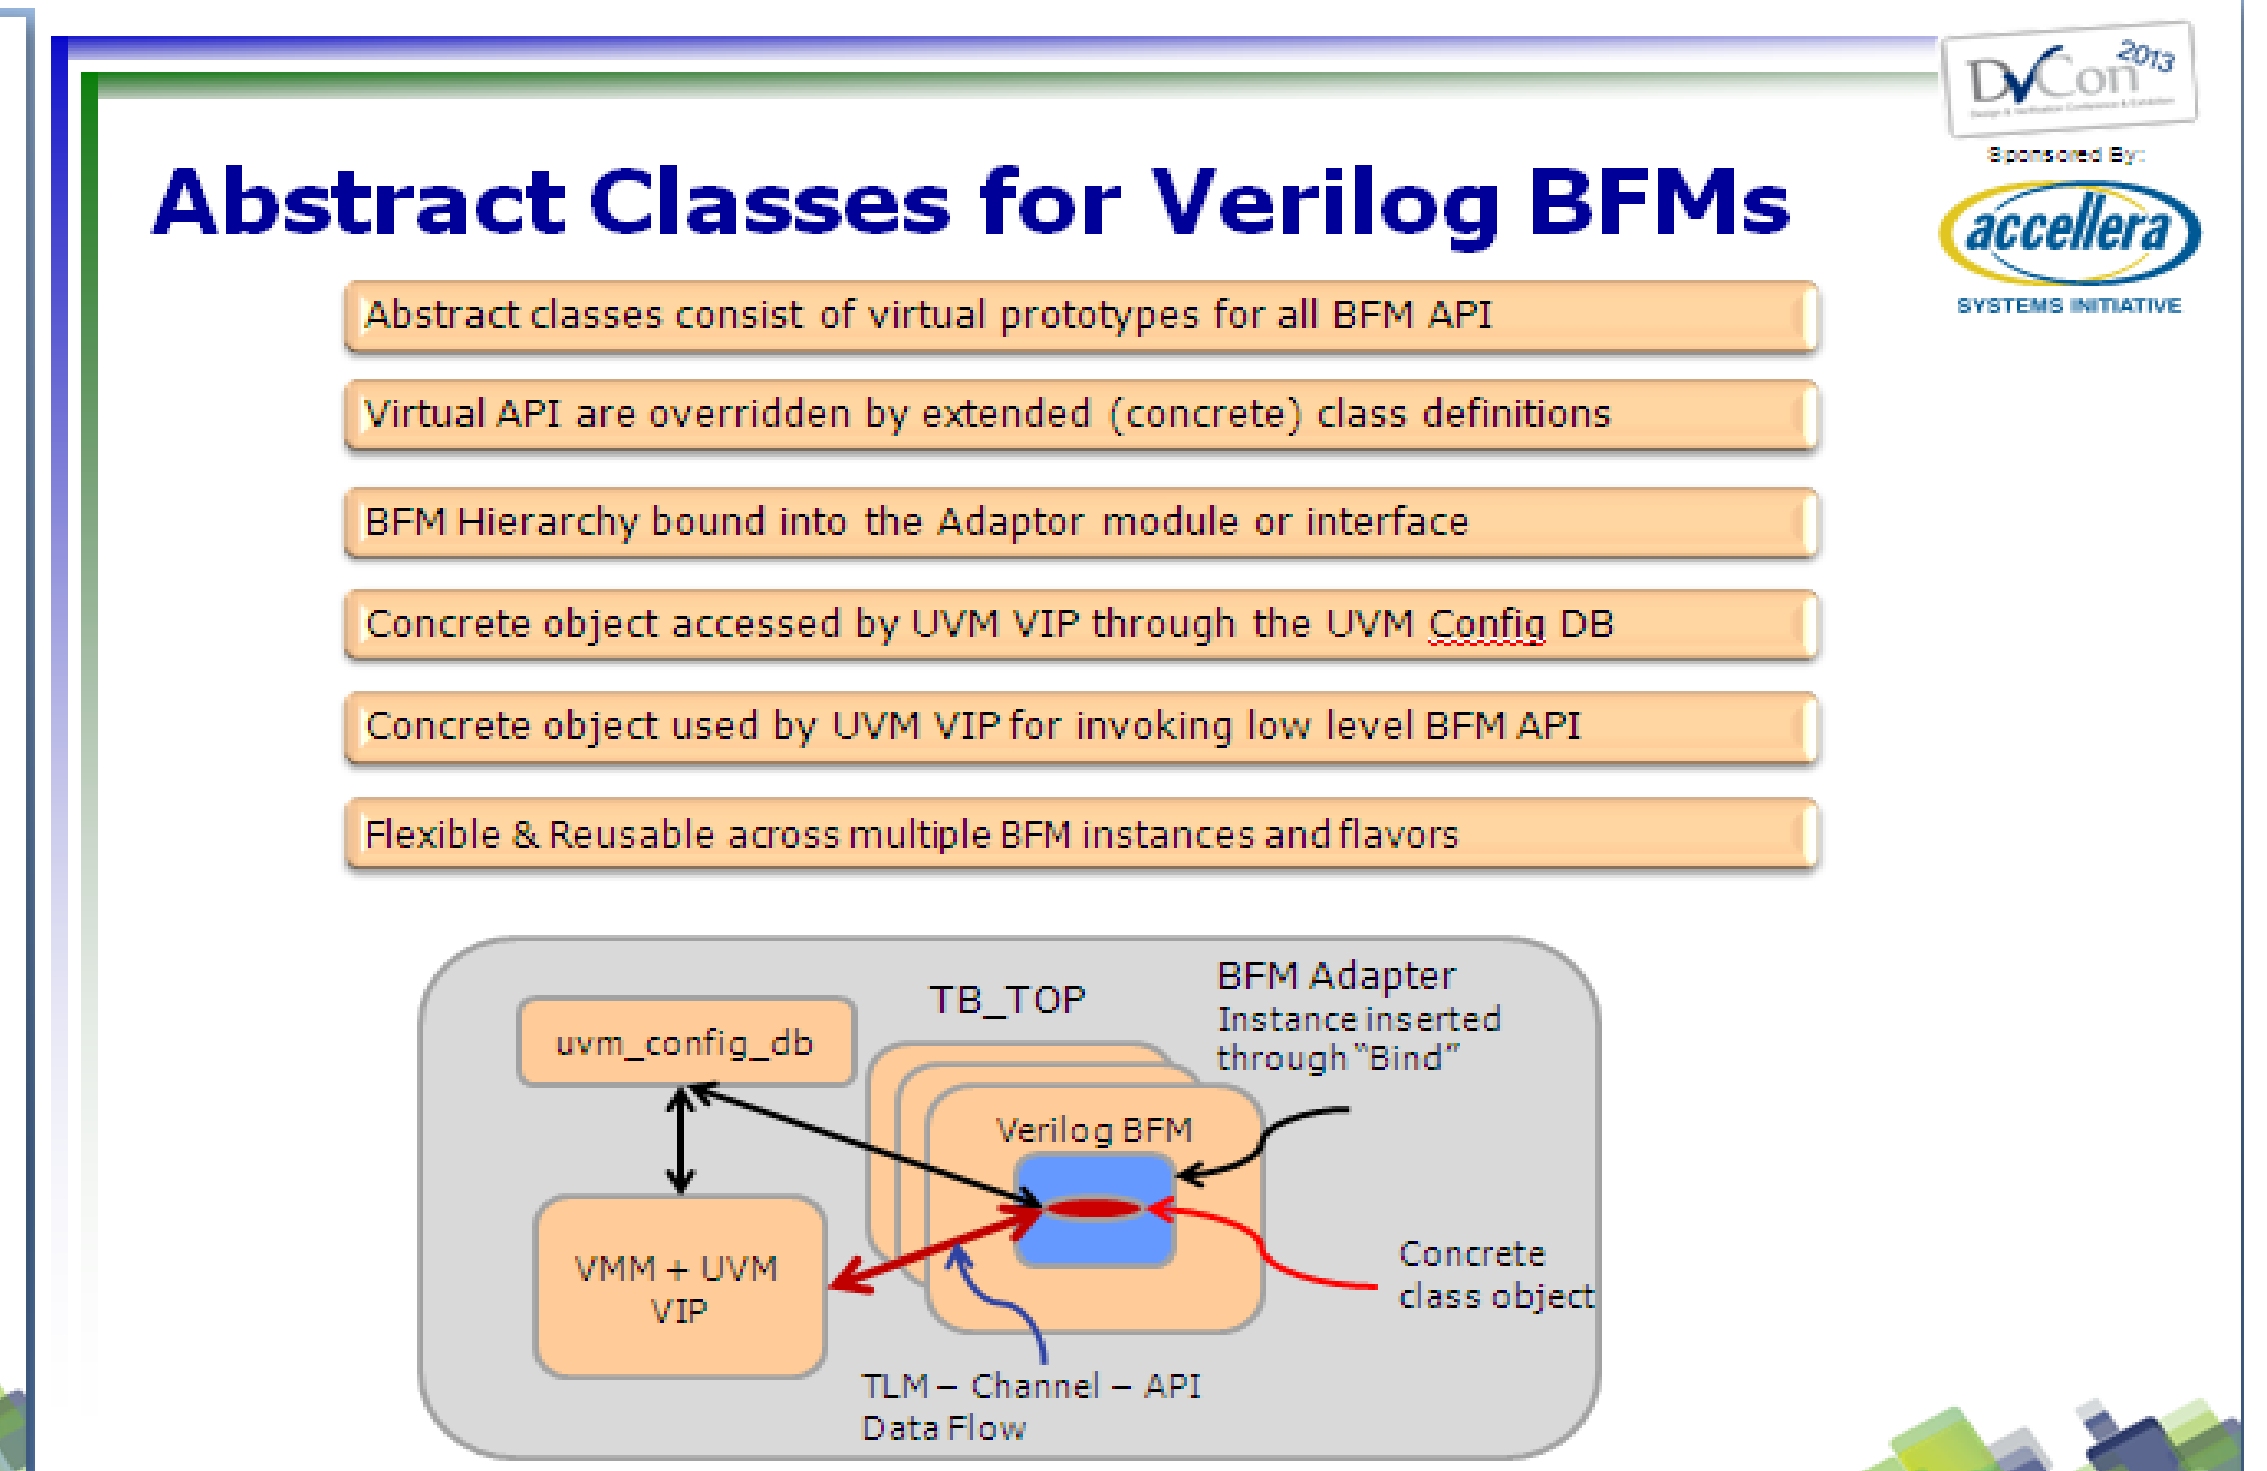 DVCon 2013
Sponsored By:
accellera
SYSTEMS INITIATIVE
Abstract Classes for Verilog BFMs
Abstract classes consist of virtual prototypes for all BFM API
Virtual API are overridden by extended (concrete) class definitions
BFM Hierarchy bound into the Adaptor module or interface
Concrete object accessed by UVM VIP through the UVM Config DB
Concrete object used by UVM VIP for invoking low level BFM API
Flexible & Reusable across multiple BFM instances and flavors
uvm_config_db
TB_TOP
BFM Adapter
Instance inserted
through “Bind”
Verilog BFM
VMM + UVM
VIP
Concrete
class object
TLM – Channel – API
Data Flow